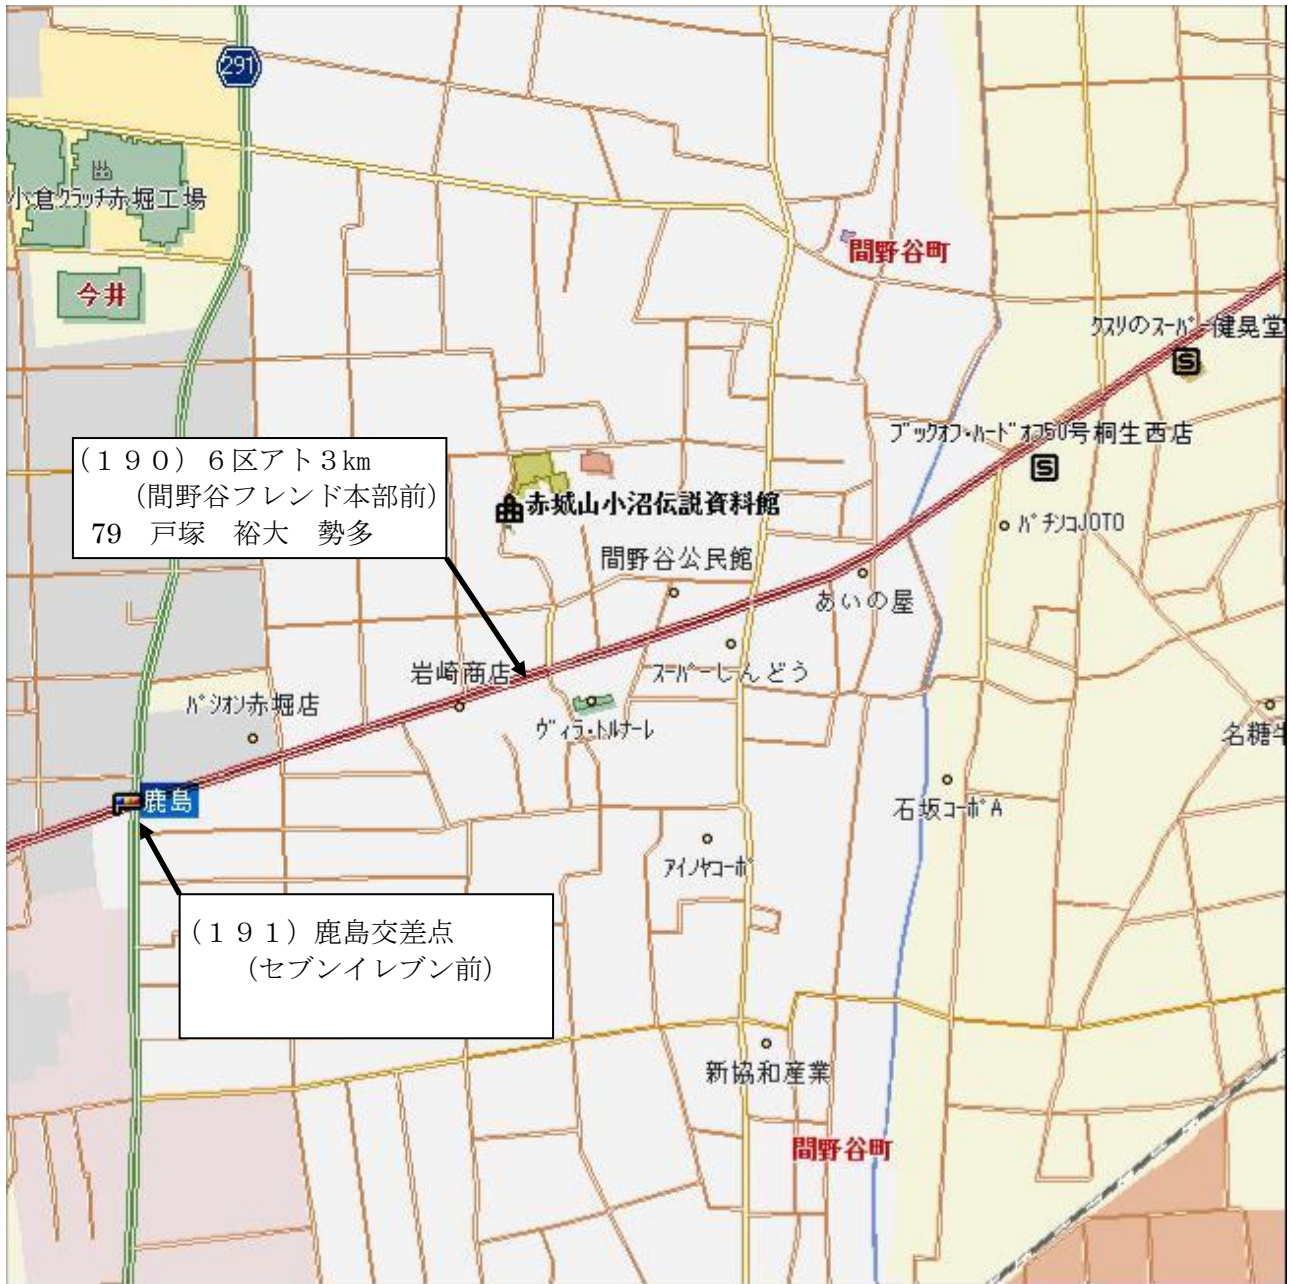 291
小倉クラッチ赤堀工場
今井
間野谷町
クスリのスーパー健晃堂
S
ブックオフ・ハードオフ50号桐生西店
S
(190)6区アト3km
(間野谷フレンド本部前)
79 戸塚 裕大 勢多
赤城山小沼伝説資料館
パチンコJOTO
間野谷公民館
あいの屋
岩崎商店
スーパーしんどう
パシオン赤堀店
ヴィラ・トルナーレ
名糖牛
鹿島
石坂コーポA
アイノヤコーポ
(191)鹿島交差点
(セブンイレブン前)
新協和産業
間野谷町